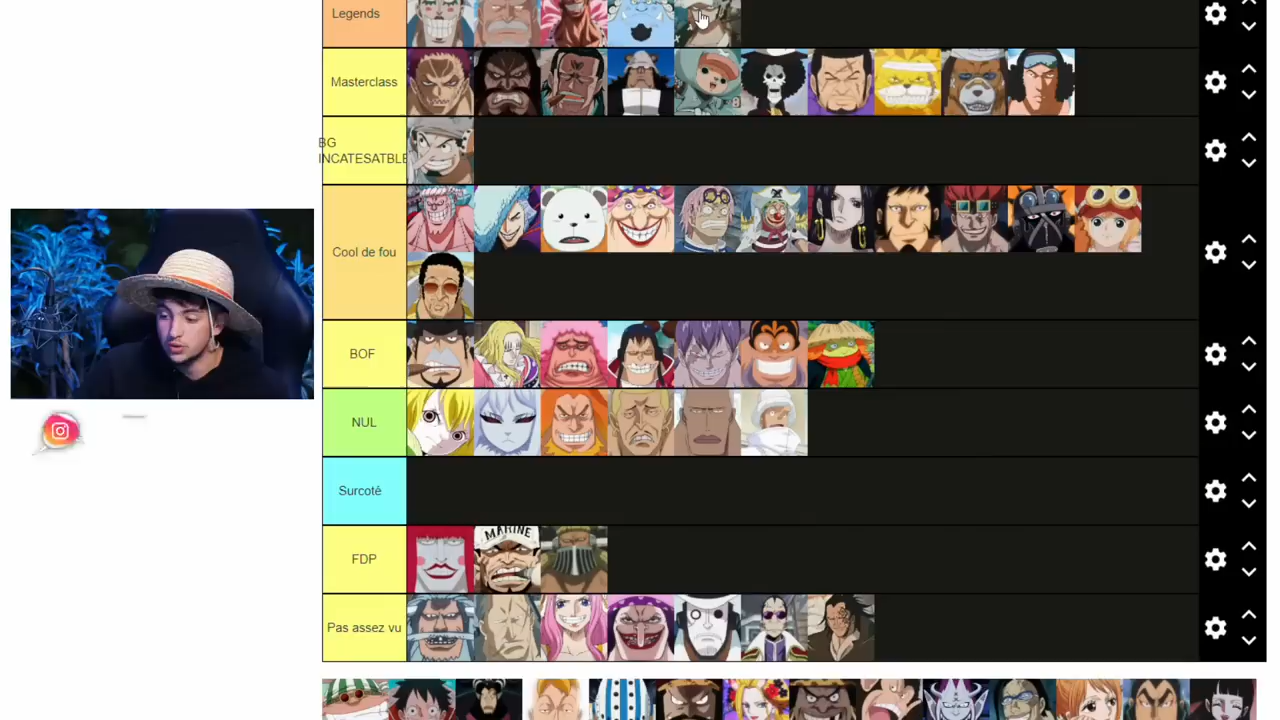 Legends
Masterclass
BG
INCATESATBLE
Cool de fou
BOF
NUL
Surcoté
FDP
MARINE
Pas assez vu